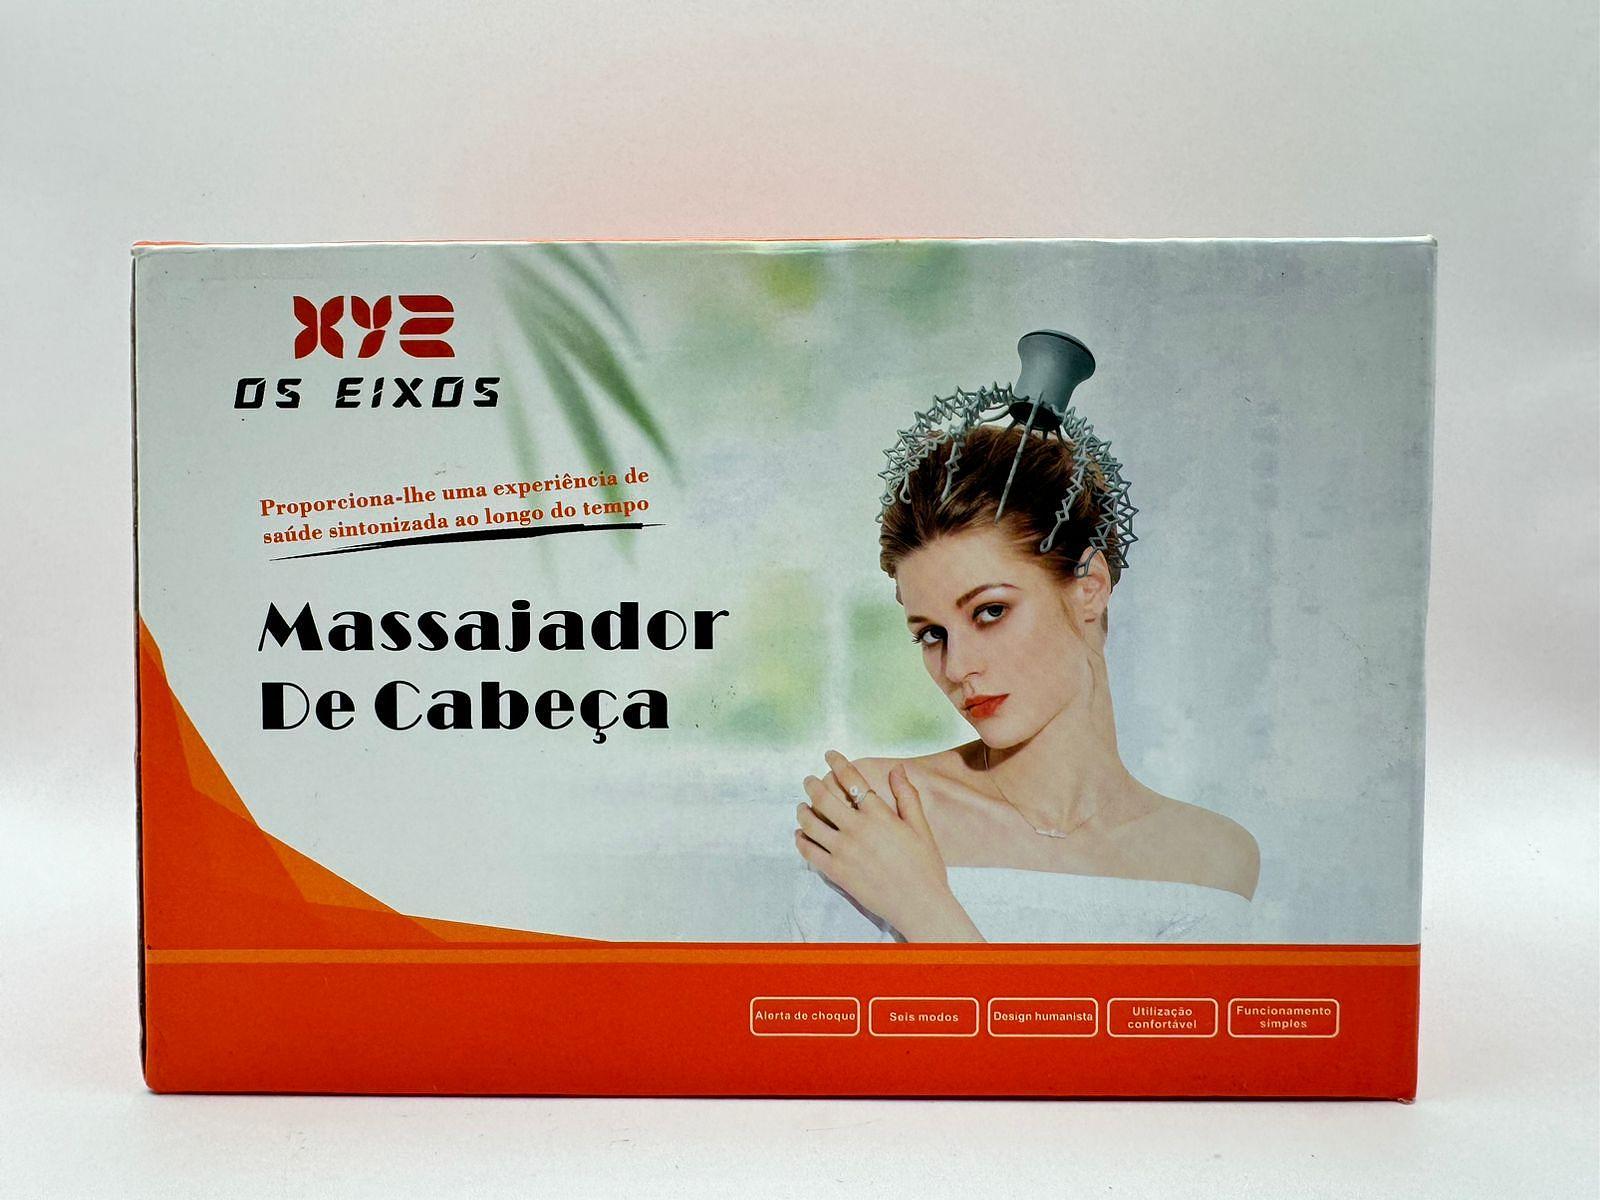 XYZ
OS EIXOS
Proporciona-lhe uma experiência de
saúde sintonizada ao longo do tempo
Massajador
De Cabeça
Alerta de choque
Seis modos
Design humanista
Utilização
confortável
Funcionamento
simples